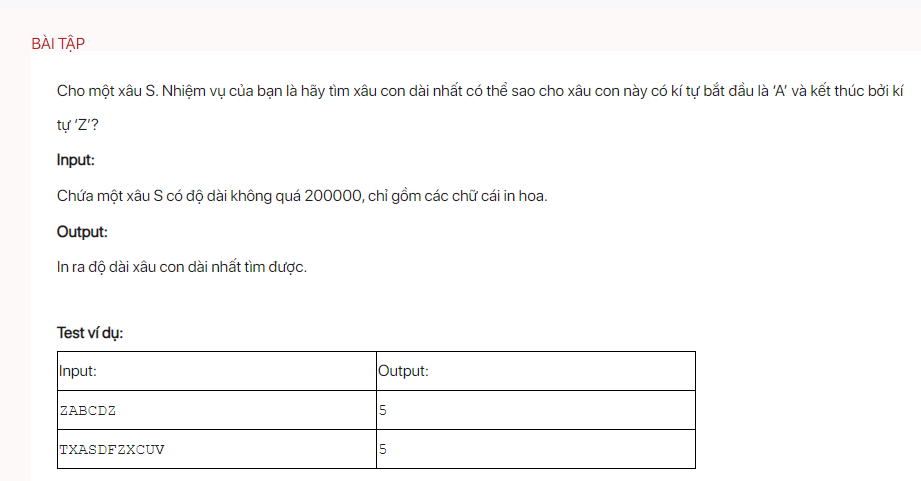 BÀI TẬP
Cho một xâu S. Nhiệm vụ của bạn là hãy tìm xâu con dài nhất có thể sao cho xâu con này có kí tự bắt đầu là ‘A’ và kết thúc bởi kí
tự ‘Z’?
Input:
Chứa một xâu S có độ dài không quá 200000, chỉ gồm các chữ cái in hoa.
Output:
In ra độ dài xâu con dài nhất tìm được.
Test ví dụ:
Input: Output:
ZABCDZ 5
TXASDFZXCUV 5